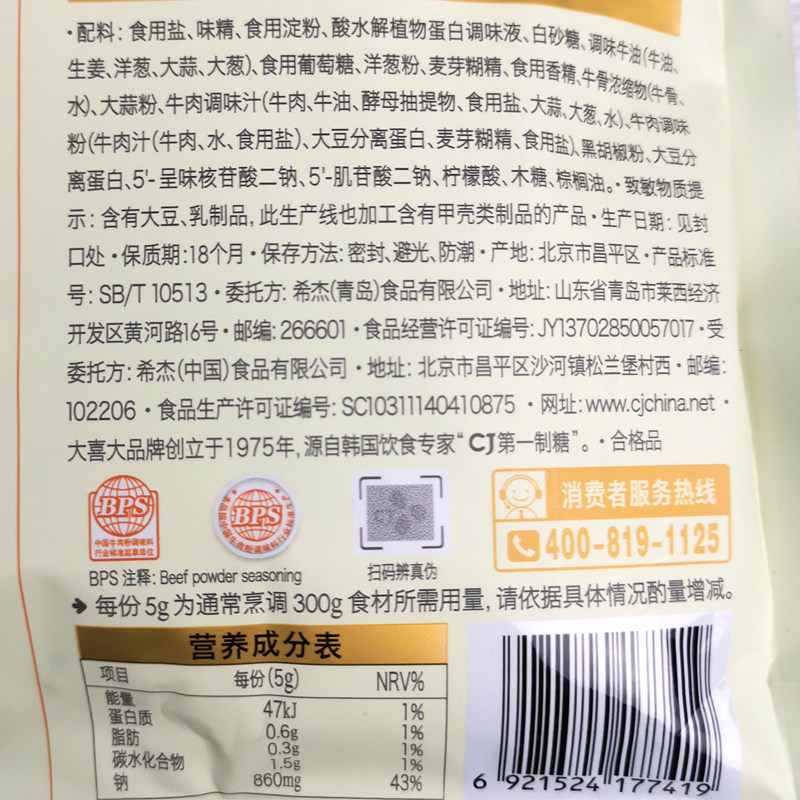 ·配料: 食用盐、味精、食用淀粉、酸水解植物蛋白调味液、白砂糖、调味牛油(牛油、
生姜、洋葱、大蒜、大葱)、食用葡萄糖、洋葱粉、麦芽糊精、食用香精、牛骨浓缩物(牛骨、
水)、大蒜粉、牛肉调味汁(牛肉、牛油、酵母抽提物、食用盐、大蒜、大葱、水)、牛肉调味
粉(牛肉汁(牛肉、水、食用盐)、大豆分离蛋白、麦芽糊精、食用盐)、黑胡椒粉、大豆分
离蛋白、5'-呈味核苷酸二钠、5'-肌苷酸二钠、柠檬酸、木糖、棕榈油。·致敏物质提
示: 含有大豆、乳制品, 此生产线也加工含有甲壳类制品的产品·生产日期: 见封
口处·保质期:18个月·保存方法: 密封、避光、防潮·产地: 北京市昌平区·产品标准
号: SB/T 10513·委托方: 希杰(青岛)食品有限公司·地址: 山东省青岛市莱西经济
开发区黄河路16号·邮编: 266601·食品经营许可证编号: JY13702850057017·受
委托方: 希杰(中国)食品有限公司·地址: 北京市昌平区沙河镇松兰堡村西·邮编:
102206·食品生产许可证编号: SC10311140410875·网址: www.cjchina.net·
大喜大品牌创立于1975年, 源自韩国饮食专家“CJ第一制糖”。·合格品
BPS
中国牛肉粉调味料
行业标准起草单位
BPS
消费者服务热线
400-819-1125
BPS 注释: Beef powder seasoning
扫码辨真伪
每份5g为通常烹调300g食材所需用量, 请依据具体情况酌量增减。
营养成分表
项目 每份(5g) NRV%
能量 47kJ 1%
蛋白质 0.6g 1%
脂肪 0.3g 1%
碳水化合物 1.5g 1%
钠 860mg 43%
6 921524 177419